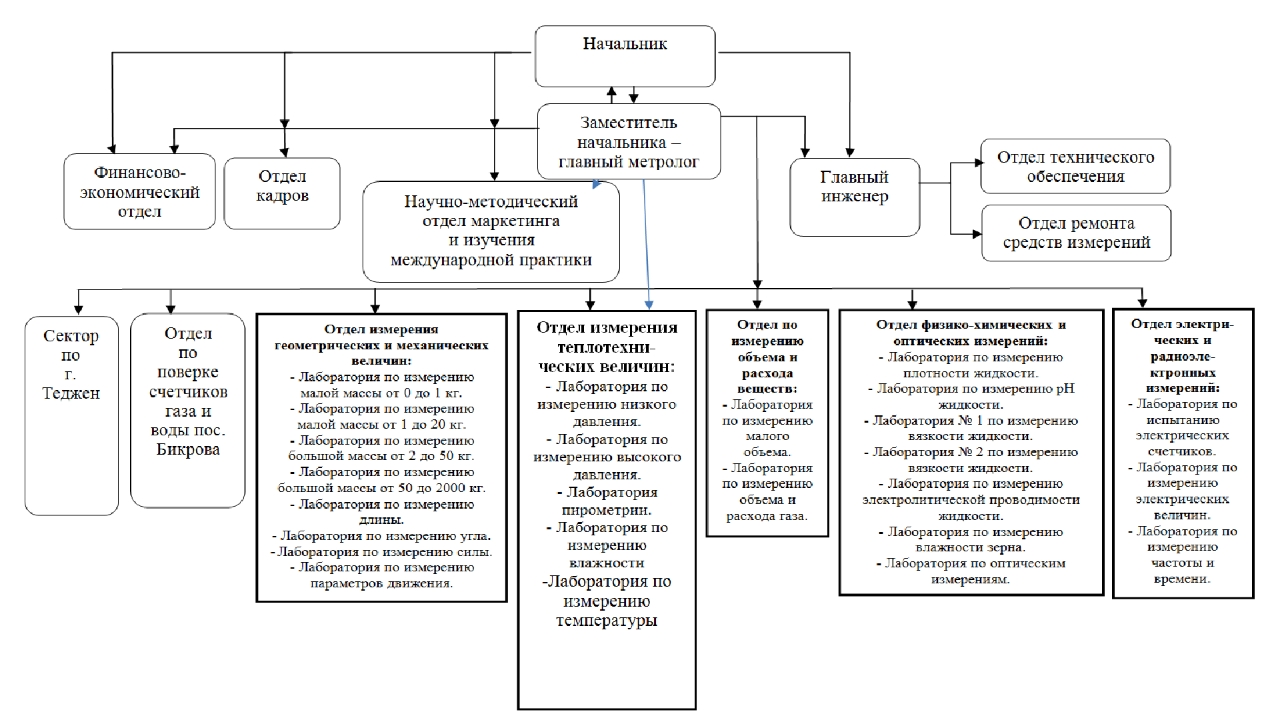 Начальник
Заместитель
начальника –
главный метролог
Финансово-
экономический
отдел
Отдел
кадров
Научно-методический
отдел маркетинга
и изучения
международной практики
Главный
инженер
Отдел технического
обеспечения
Отдел ремонта
средств измерений
Сектор
по
г.
Теджен
Отдел
по
поверке
счетчиков
газа и
воды пос.
Бикрова
Отдел измерения
геометрических и механических
величин:
- Лаборатория по измерению
малой массы от 0 до 1 кг.
- Лаборатория по измерению
малой массы от 1 до 20 кг.
- Лаборатория по измерению
большой массы от 2 до 50 кг.
- Лаборатория по измерению
большой массы от 50 до 2000 кг.
- Лаборатория по измерению
длины.
- Лаборатория по измерению угла.
- Лаборатория по измерению силы.
- Лаборатория по измерению
параметров движения.
Отдел измерения
теплотехни-
ческих величин:
- Лаборатория по
измерению низкого
давления.
- Лаборатория по
измерению высокого
давления.
- Лаборатория
пирометрии.
- Лаборатория по
измерению
влажности
-Лаборатория по
измерению
температуры
Отдел по
измерению
объема и
расхода
веществ:
- Лаборатория
по измерению
малого
объема.
- Лаборатория
по измерению
объема и
расхода газа.
Отдел физико-химических и
оптических измерений:
- Лаборатория по измерению
плотности жидкости.
- Лаборатория по измерению pH
жидкости.
- Лаборатория № 1 по измерению
вязкости жидкости.
- Лаборатория № 2 по измерению
вязкости жидкости.
- Лаборатория по измерению
электролитической проводимости
жидкости.
- Лаборатория по измерению
влажности зерна.
- Лаборатория по оптическим
измерениям.
Отдел электри-
ческих и
радиоэле-
ктронных
измерений:
- Лаборатория по
испытанию
электрических
счетчиков.
- Лаборатория по
измерению
электрических
величин.
- Лаборатория по
измерению
частоты и
времени.